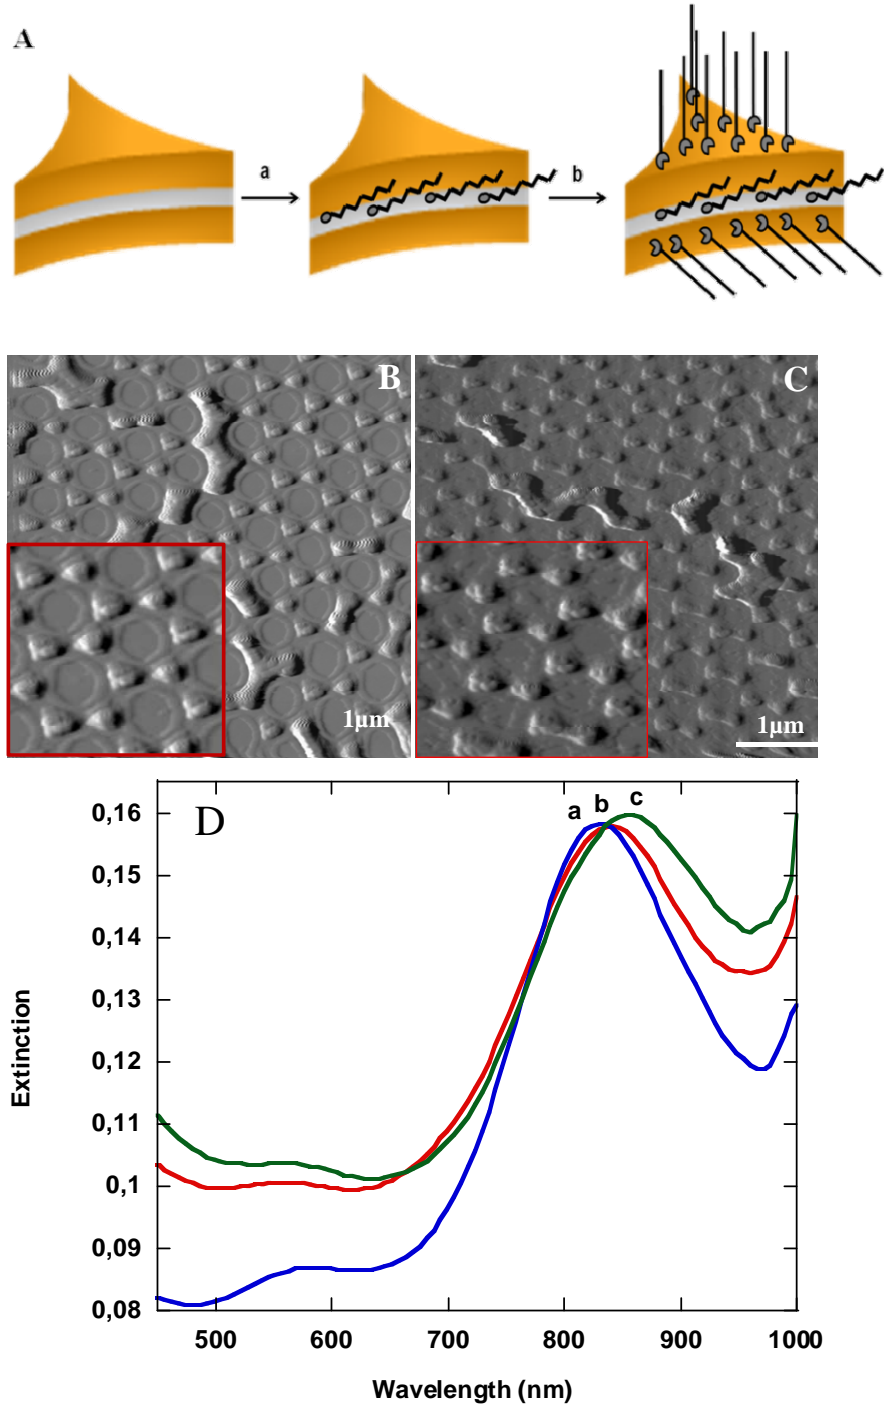 A
a
b
B
C
1µm
1µm
D
a b c
0,16
0,15
0,14
0,13
0,12
0,11
0,1
0,09
0,08
Extinction
500 600 700 800 900 1000
Wavelength (nm)